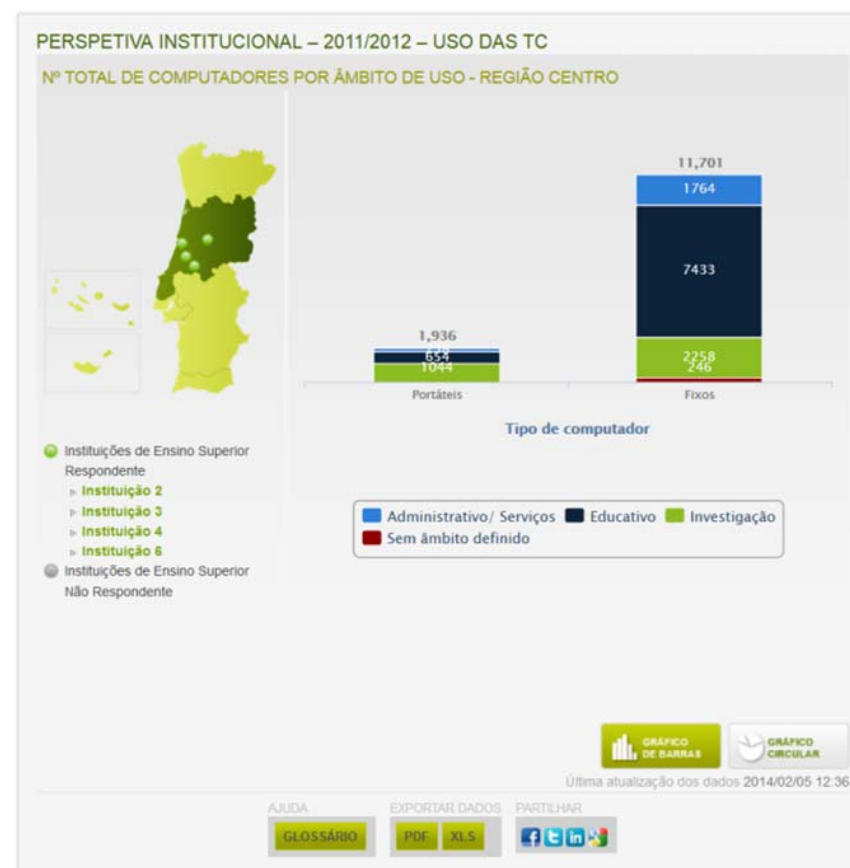 PERSPETIVA INSTITUCIONAL – 2011/2012 – USO DAS TC
Nº TOTAL DE COMPUTADORES POR ÂMBITO DE USO - REGIÃO CENTRO
11,701
1764
7433
2258
246
1,936
654
1044
Portáteis
Fixos
Tipo de computador
Instituições de Ensino Superior
Respondente
Instituição 2
Instituição 3
Instituição 4
Instituição 6
Instituições de Ensino Superior
Não Respondente
Administrativo/ Serviços
Educativo
Investigação
Sem âmbito definido
GRÁFICO
DE BARRAS
GRÁFICO
CIRCULAR
Última atualização dos dados 2014/02/05 12:36
AJUDA
EXPORTAR DADOS
PARTILHAR
GLOSSÁRIO
PDF
XLS